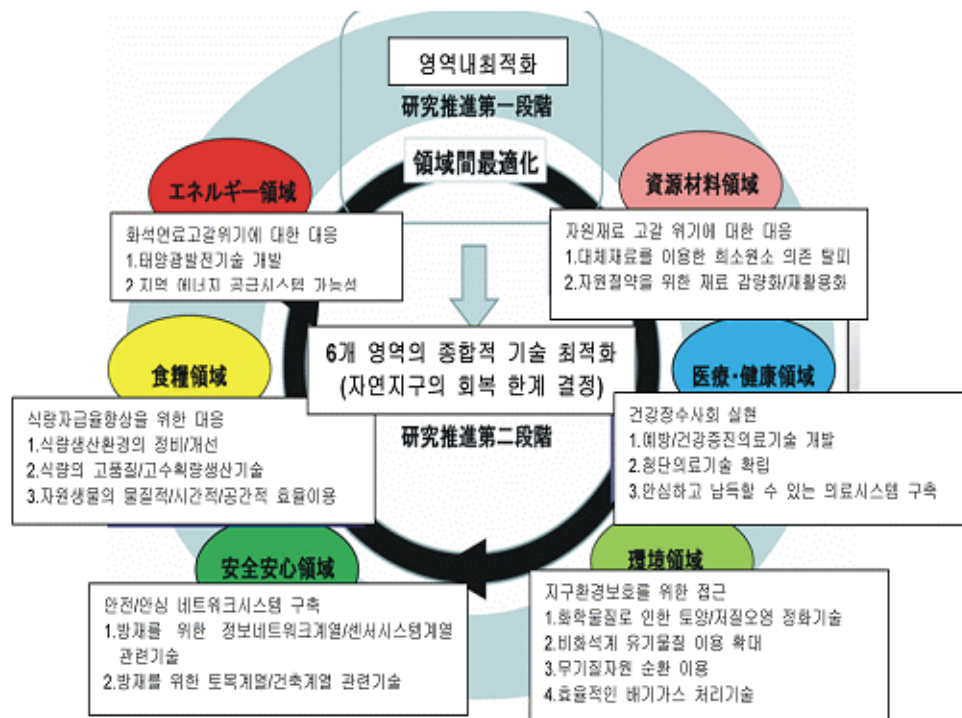 영역내최적화
研究推進第一段階
領域間最適化
エネルギー領域
화석연료고갈위기에 대한 대응
1.태양광발전기술 개발
2.지역 에너지 공급시스템 가능성
資源材料領域
자원재료 고갈 위기에 대한 대응
1.대체재료를 이용한 희소원소 의존 탈피
2.자원절약을 위한 재료 감량화/재활용화
6개 영역의 종합적 기술 최적화
(자연지구의 회복 한계 결정)
研究推進第二段階
食糧領域
식량자급율향상을 위한 대응
1.식량생산환경의 정비/개선
2.식량의 고품질/고수확량생산기술
3.자원생물의 물질적/시간적/공간적 효율이용
医療・健康領域
건강장수사회 실현
1.예방/건강증진의료기술 개발
2.첨단의료기술 확립
3.안심하고 납득할 수 있는 의료시스템 구축
安全安心領域
안전/안심 네트워크시스템 구축
1.방재를 위한 정보네트워크계열/센서시스템계열
관련기술
2.방재를 위한 토목계열/건축계열 관련기술
環境領域
지구환경보호를 위한 접근
1.화학물질로 인한 토양/저질오염 정화기술
2.비화석계 유기물질 이용 확대
3.무기질자원 순환 이용
4.효율적인 배기가스 처리기술